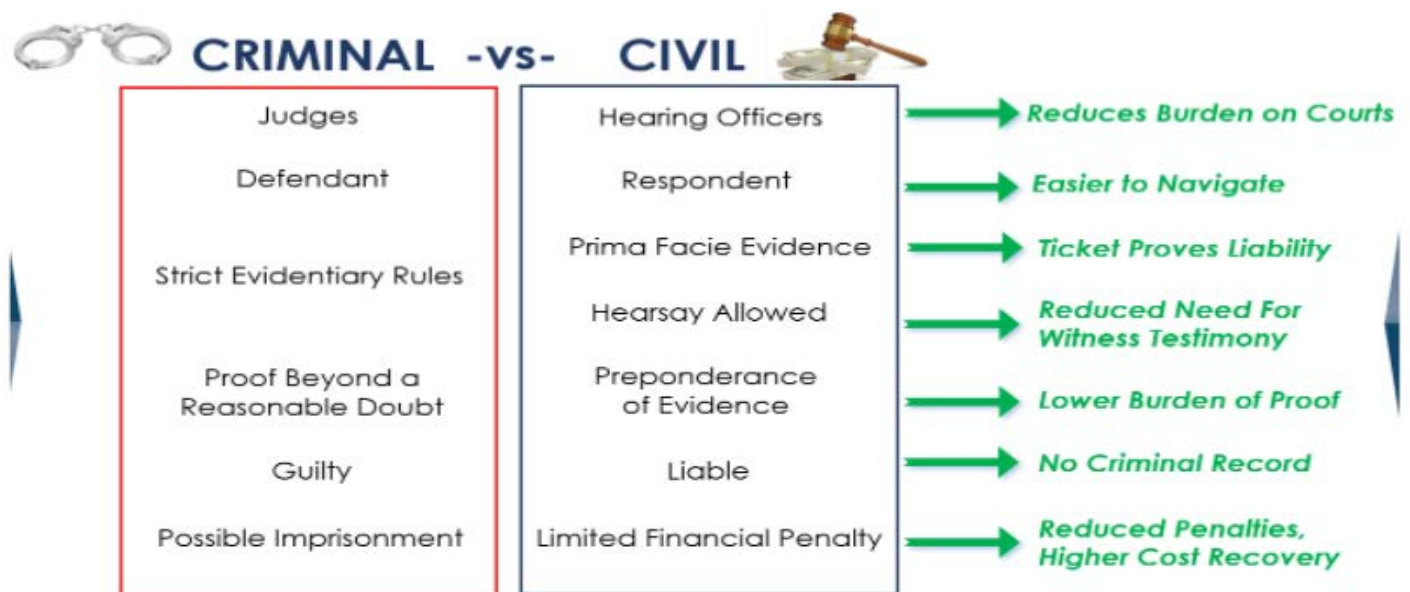 CRIMINAL -vs- CIVIL
Judges
Hearing Officers
Reduces Burden on Courts
Defendant
Respondent
Easier to Navigate
Strict Evidentiary Rules
Prima Facie Evidence
Ticket Proves Liability
Hearsay Allowed
Reduced Need For
Witness Testimony
Proof Beyond a
Reasonable Doubt
Preponderance
of Evidence
Lower Burden of Proof
Guilty
Liable
No Criminal Record
Possible Imprisonment
Limited Financial Penalty
Reduced Penalties,
Higher Cost Recovery